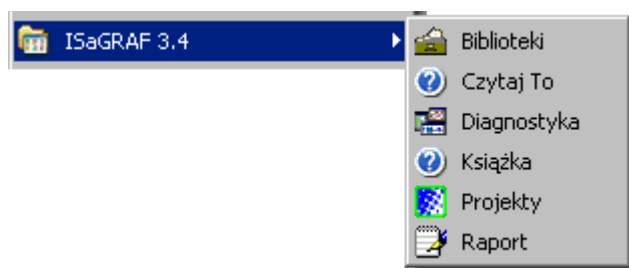 ISaGRAF 3.4
Biblioteki
Czytaj To
Diagnostyka
Książka
Projekty
Raport